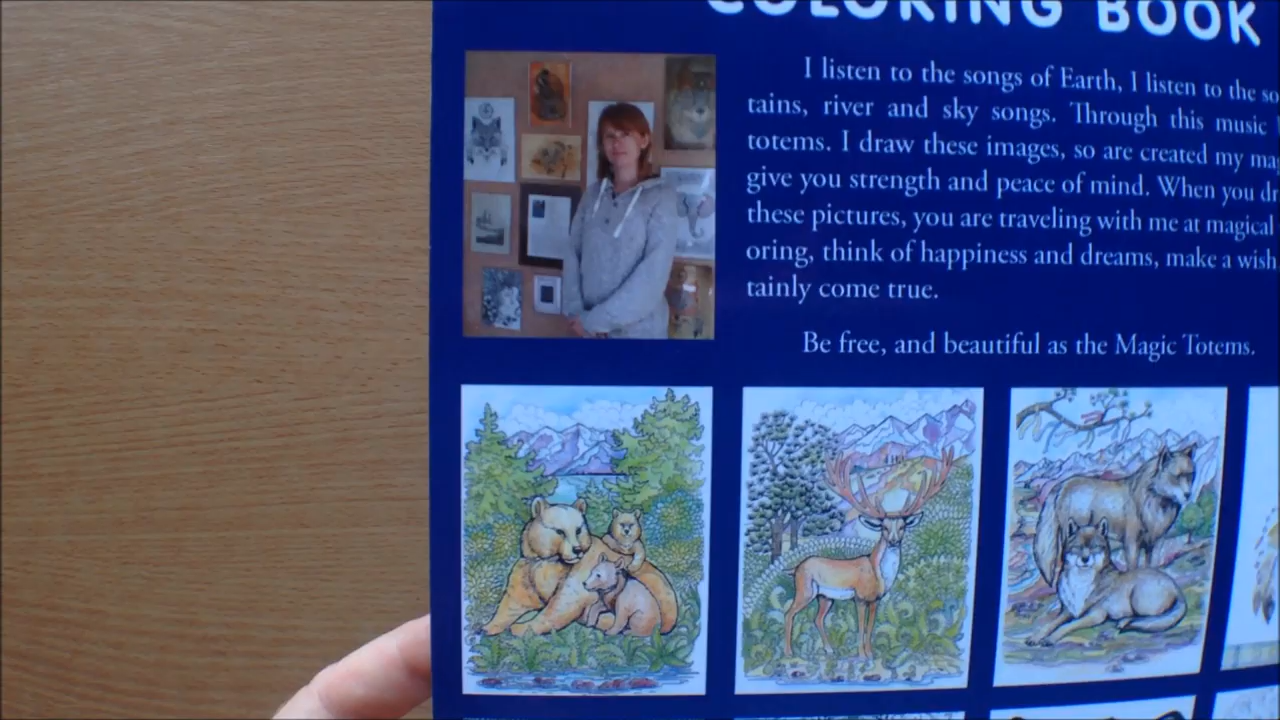 COLORING BOOK
I listen to the songs of Earth, I listen to the so
tains, river and sky songs. Through this music
totems. I draw these images, so are created my ma
give you strength and peace of mind. When you dr
these pictures, you are traveling with me at magical
oring, think of happiness and dreams, make a wish
tainly come true.
Be free, and beautiful as the Magic Totems.